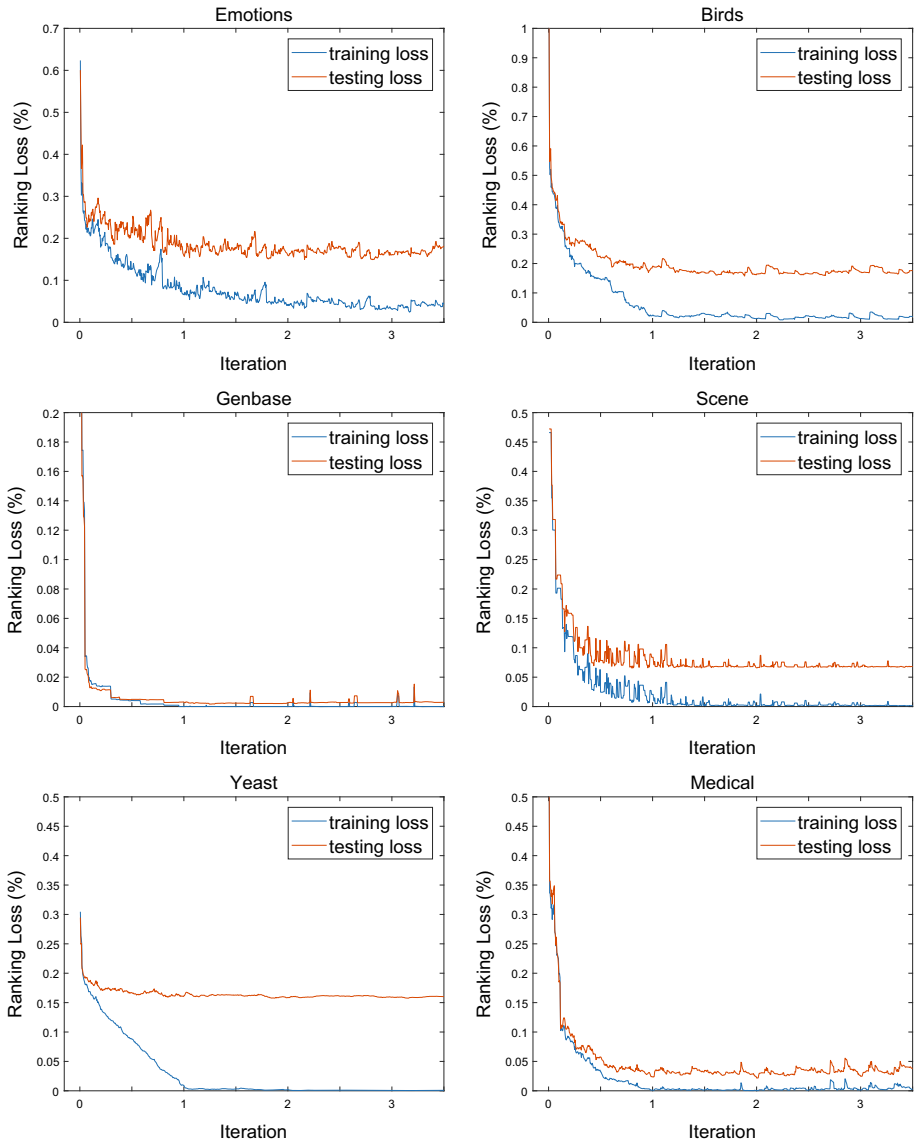 Emotions
0.7
0.6
0.5
0.4
0.3
0.2
0.1
0
Ranking Loss (%)
training loss
testing loss
0 1 2 3
Iteration
Birds
1
0.9
0.8
0.7
0.6
0.5
0.4
0.3
0.2
0.1
0
Ranking Loss (%)
training loss
testing loss
0 1 2 3
Iteration
Genbase
0.2
0.18
0.16
0.14
0.12
0.1
0.08
0.06
0.04
0.02
0
Ranking Loss (%)
training loss
testing loss
0 1 2 3
Iteration
Scene
0.5
0.45
0.4
0.35
0.3
0.25
0.2
0.15
0.1
0.05
0
Ranking Loss (%)
training loss
testing loss
0 1 2 3
Iteration
Yeast
0.5
0.45
0.4
0.35
0.3
0.25
0.2
0.15
0.1
0.05
0
Ranking Loss (%)
training loss
testing loss
0 1 2 3
Iteration
Medical
0.5
0.45
0.4
0.35
0.3
0.25
0.2
0.15
0.1
0.05
0
Ranking Loss (%)
training loss
testing loss
0 1 2 3
Iteration